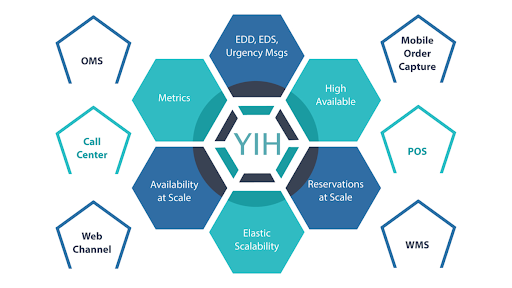 EDD, EDS,
Urgency Msgs
OMS
Mobile
Order
Capture
Metrics
High
Available
Call
Center
YIH
POS
Availability
at Scale
Reservations
at Scale
Web
Channel
Elastic
Scalability
WMS